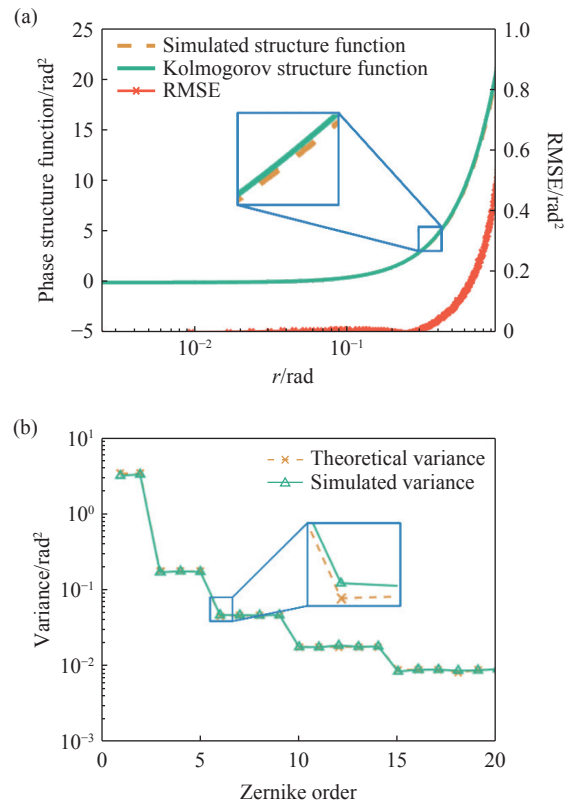 (a)
25
20
15
10
5
0
−5
Phase structure function/rad²
Simulated structure function
Kolmogorov structure function
RMSE
1.0
0.8
0.6
0.4
0.2
0
RMSE/rad²
10⁻² 10⁻¹
r/rad
(b)
10¹
10⁰
10⁻¹
10⁻²
10⁻³
Variance/rad²
Theoretical variance
Simulated variance
0 5 10 15 20
Zernike order